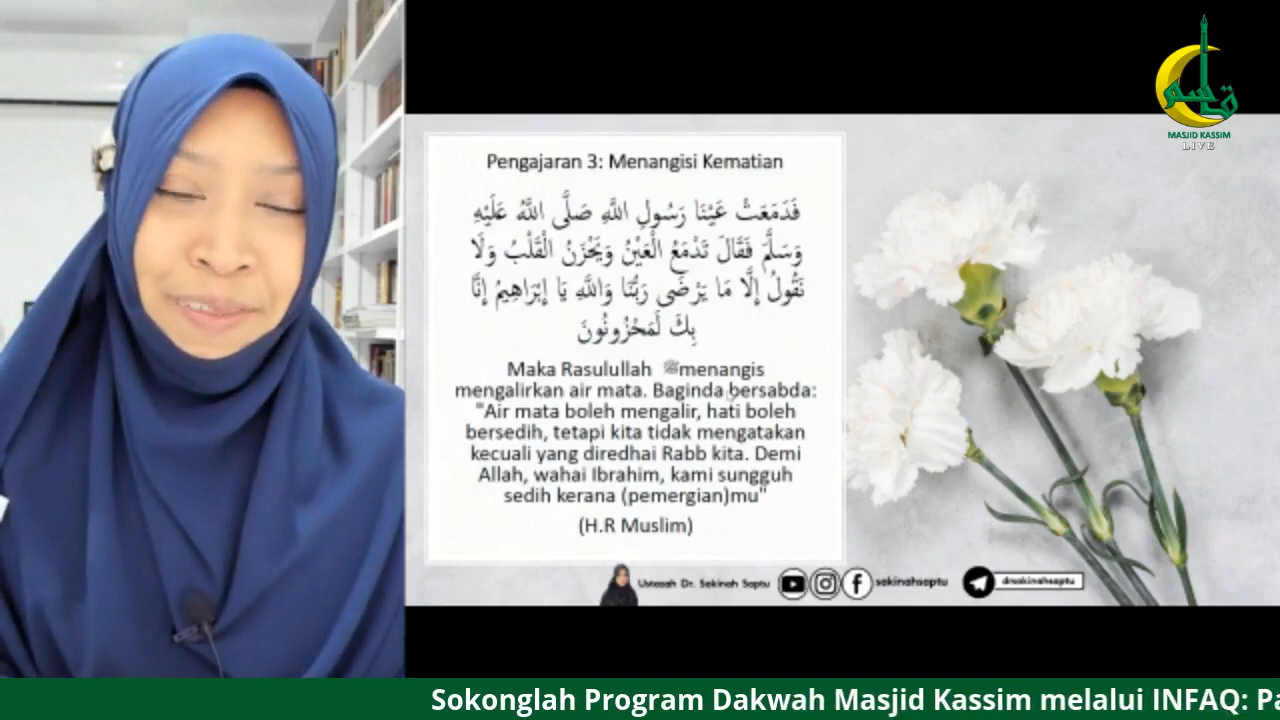 قسم
MASJID KASSIM
LIVE
Pengajaran 3: Menangisi Kematian
فَدَمَعَتْ عَيْنَا رَسُولِ اللَّهِ صَلَّى اللَّهُ عَلَيْهِ
وَسَلَّمَ فَقَالَ تَدْمَعُ الْعَيْنُ وَيَحْزَنُ الْقَلْبُ وَلَا
نَقُولُ إِلَّا مَا يَرْضَى رَبُّنَا وَاللَّهِ يَا إِبْرَاهِيمُ إِنَّا
بِكَ لَمَحْزُونُونَ
Maka Rasulullah ﷺ menangis
mengalirkan air mata. Baginda bersabda:
"Air mata boleh mengalir, hati boleh
bersedih, tetapi kita tidak mengatakan
kecuali yang diredhai Rabb kita. Demi
Allah, wahai Ibrahim, kami sungguh
sedih kerana (pemergian)mu"
(H.R Muslim)
Ustazah Dr. Sakinah Saptu
sakinahsaptu
drsakinahsaptu
Sokonglah Program Dakwah Masjid Kassim melalui INFAQ: Pa